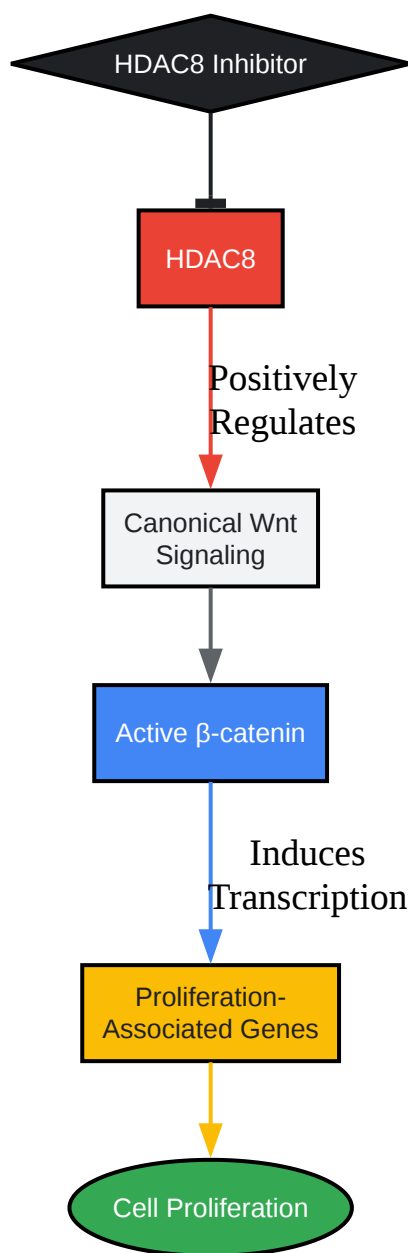 HDAC8 Inhibitor
HDAC8
Positively
Regulates
Canonical Wnt
Signaling
Active β-catenin
Induces
Transcription
Proliferation-
Associated Genes
Cell Proliferation